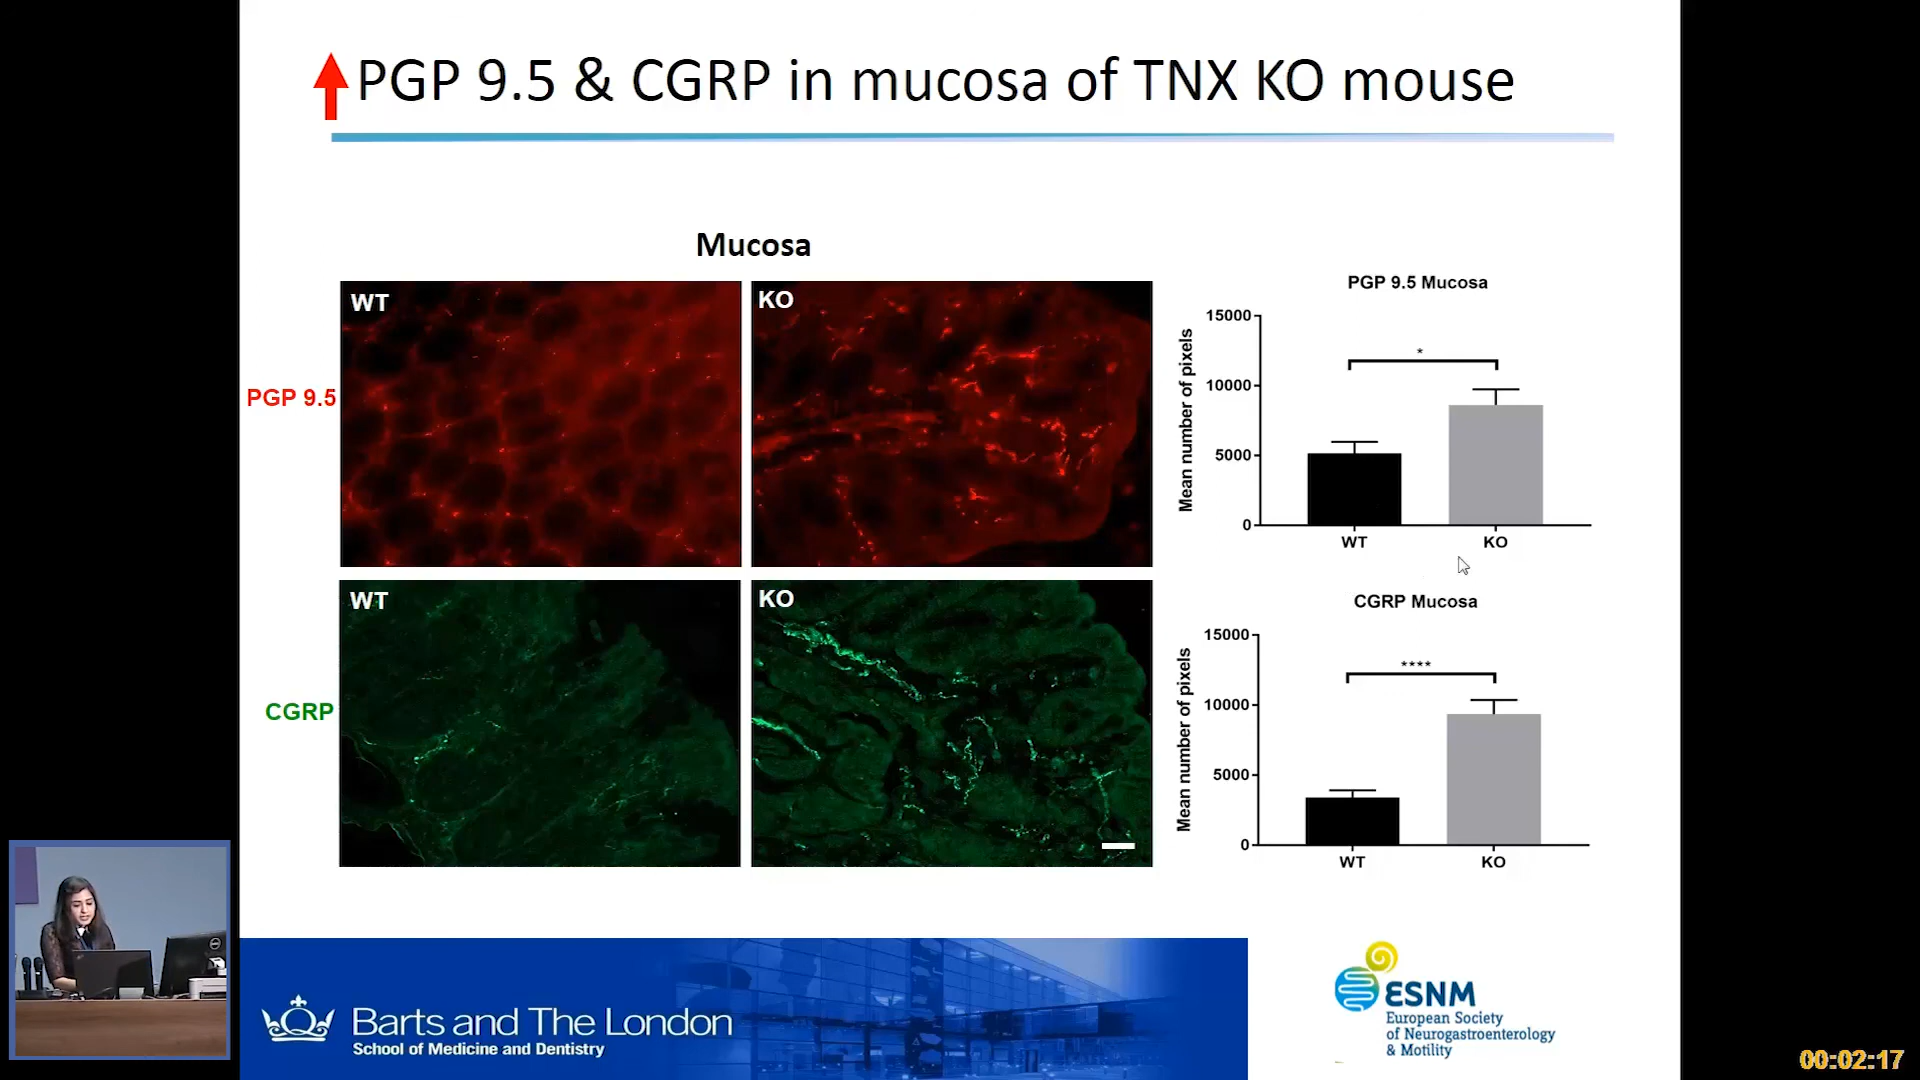 PGP 9.5 & CGRP in mucosa of TNX KO mouse
Mucosa
WT
KO
PGP 9.5
WT
KO
CGRP
PGP 9.5 Mucosa
15000
10000
5000
0
Mean number of pixels
*
WT
KO
CGRP Mucosa
15000
10000
5000
0
Mean number of pixels
****
WT
KO
Barts and The London
School of Medicine and Dentistry
ESNM
European Society
of Neurogastroenterology
& Motility
00:02:17